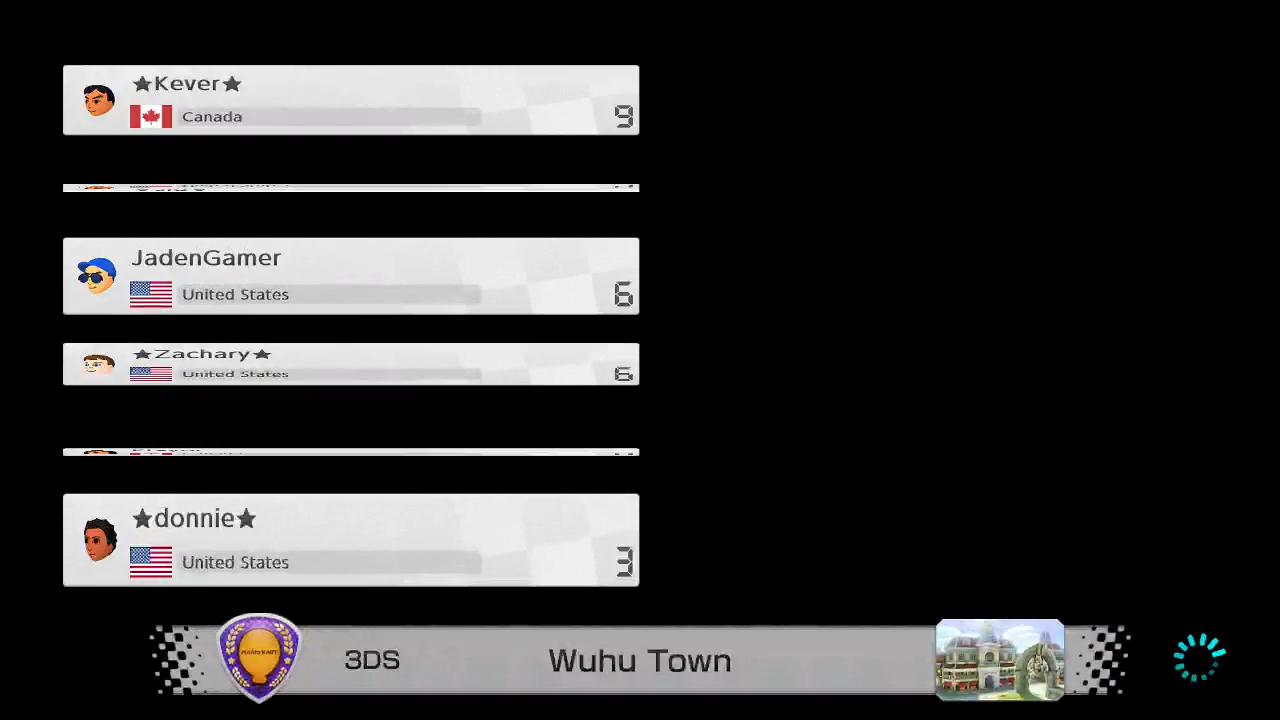 ★Kever★
Canada
9
JadenGamer
United States
6
★Zachary★
United States
6
★donnie★
United States
3
3DS
Wuhu Town